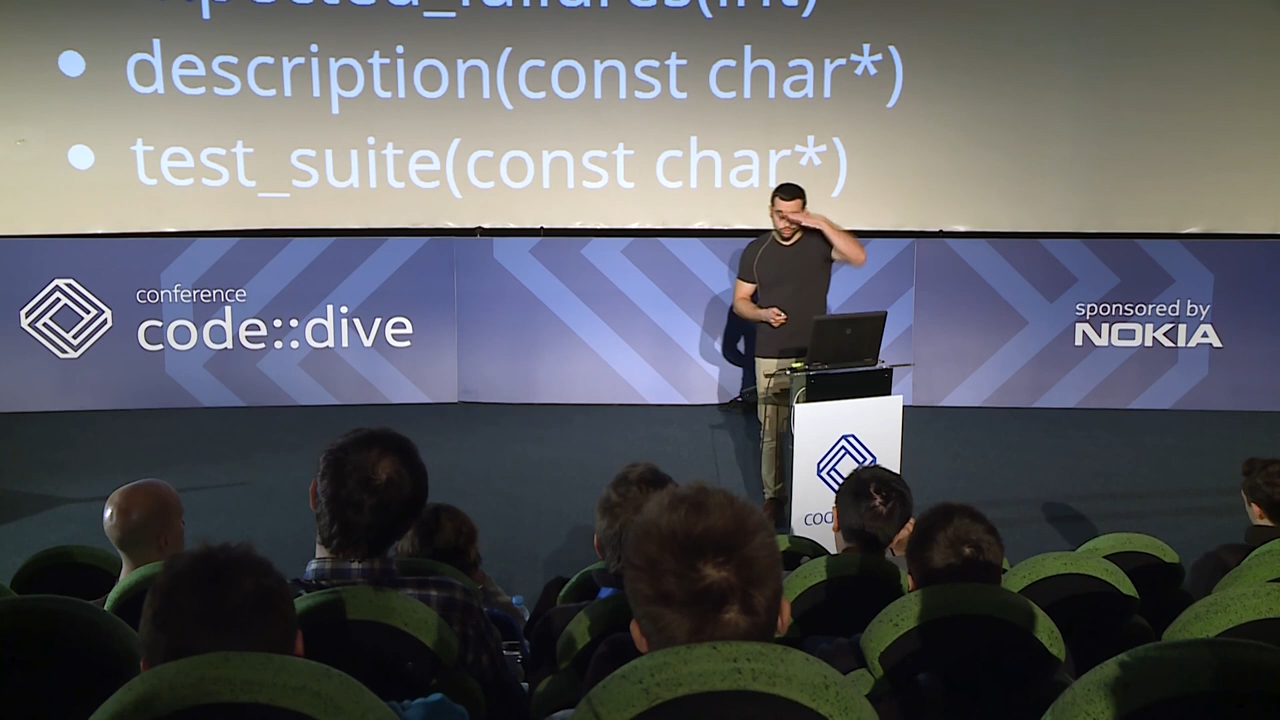 • description(const char*)
• test_suite(const char*)
conference
code::dive
sponsored by
NOKIA